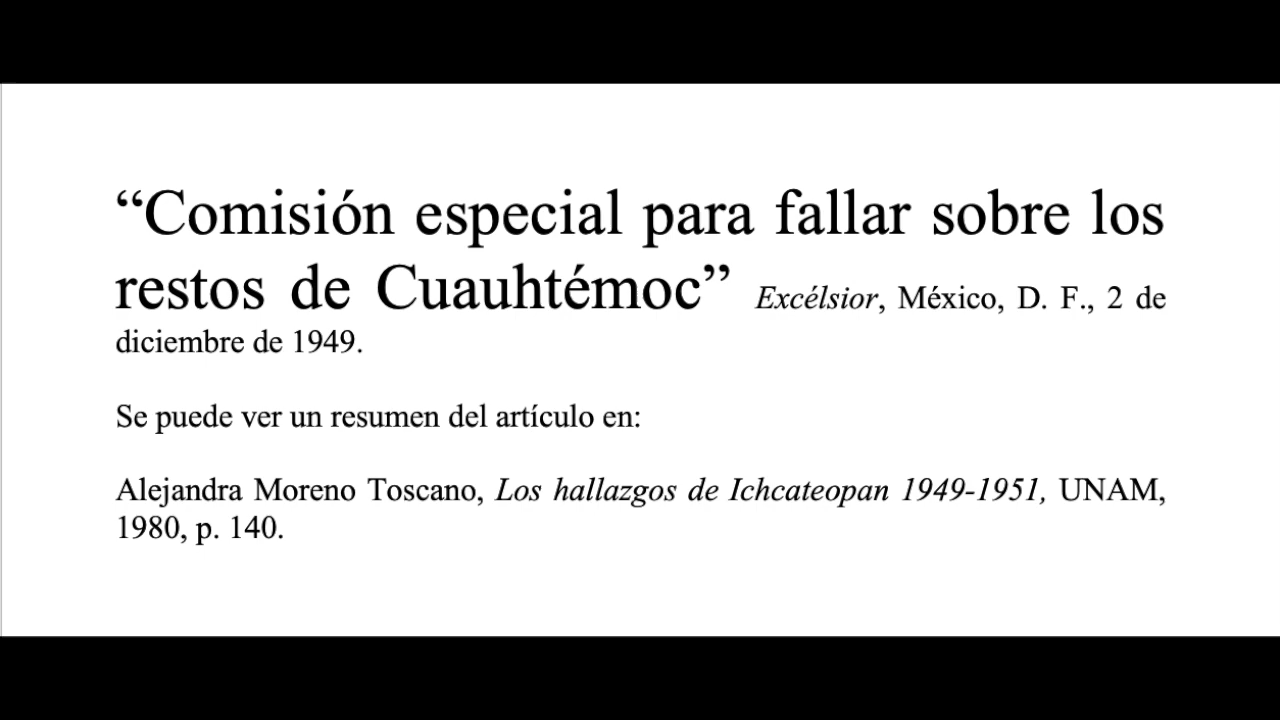 “Comisión especial para fallar sobre los
restos de Cuauhtémoc” Excélsior, México, D. F., 2 de
diciembre de 1949.
Se puede ver un resumen del artículo en:
Alejandra Moreno Toscano, Los hallazgos de Ichcateopan 1949-1951, UNAM,
1980, p. 140.